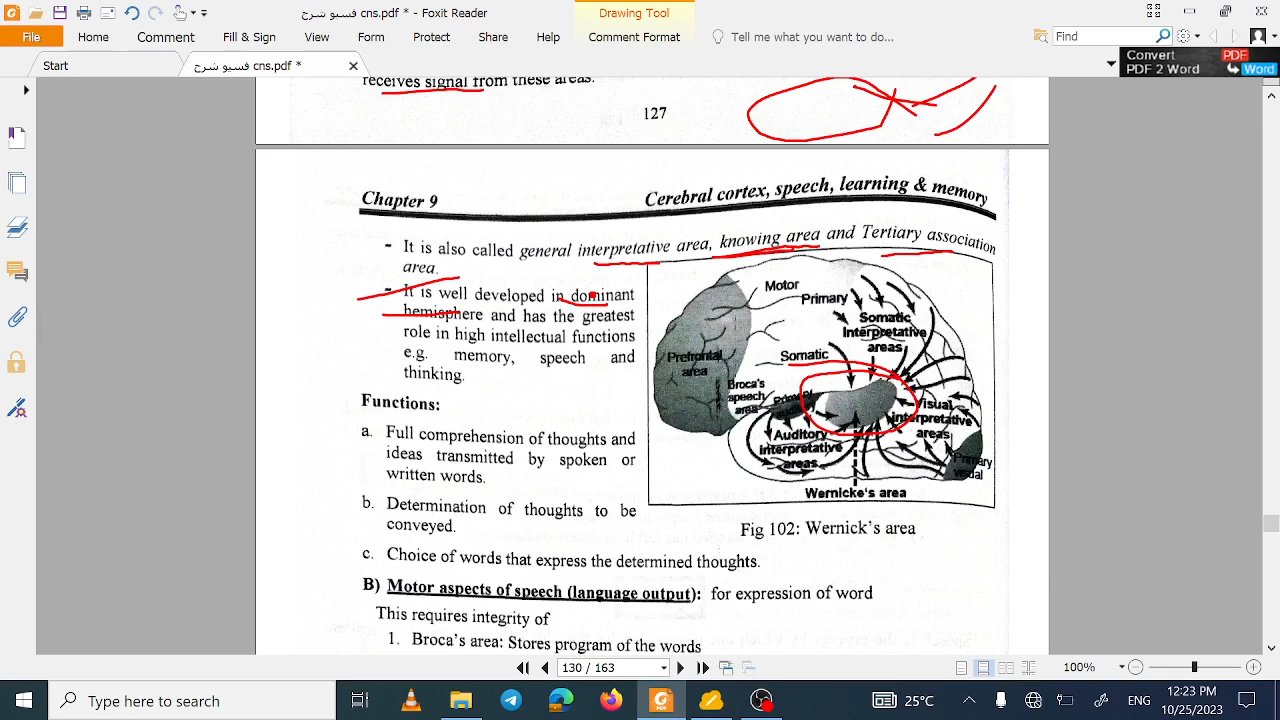 فسيو شرح cns.pdf * - Foxit Reader
Drawing Tool
File
Home
Comment
Fill & Sign
View
Form
Protect
Share
Help
Comment Format
Tell me what you want to do...
Find
Start
فسيو شرح cns.pdf *
Convert PDF
PDF 2 Word Word
receives signal from these areas.
127
Chapter 9
Cerebral cortex, speech, learning & memory
- It is also called general interpretative area, knowing area and Tertiary association
area.
- It is well developed in dominant
hemisphere and has the greatest
role in high intellectual functions
e.g. memory, speech and
thinking.
Functions:
a. Full comprehension of thoughts and
ideas transmitted by spoken or
written words.
b. Determination of thoughts to be
conveyed.
c. Choice of words that express the determined thoughts.
Motor
Primary
Somatic
Interpretative
areas
Somatic
Prefrontal
area
Broca's
speech
area
Visual
interpretative
areas
Auditory
interpretative
areas
Primary
visual
Wernicke's area
Fig 102: Wernick's area
B) Motor aspects of speech (language output): for expression of word
This requires integrity of
1. Broca's area: Stores program of the words
130 / 163
100%
Type here to search
25°C
ENG
12:23 PM
10/25/2023